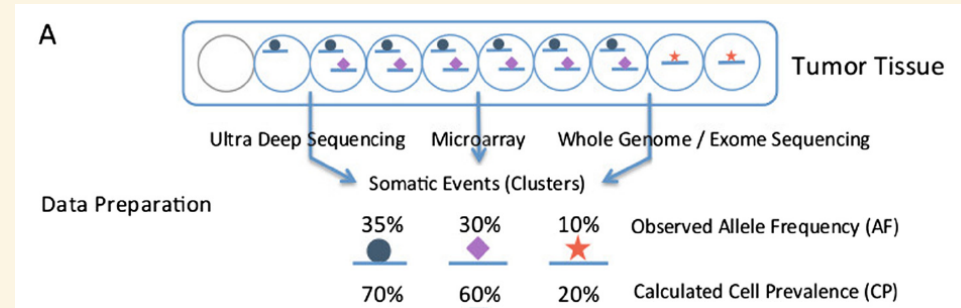 A
Tumor Tissue
Ultra Deep Sequencing Microarray Whole Genome / Exome Sequencing
Somatic Events (Clusters)
Data Preparation
35% 30% 10% Observed Allele Frequency (AF)
70% 60% 20% Calculated Cell Prevalence (CP)